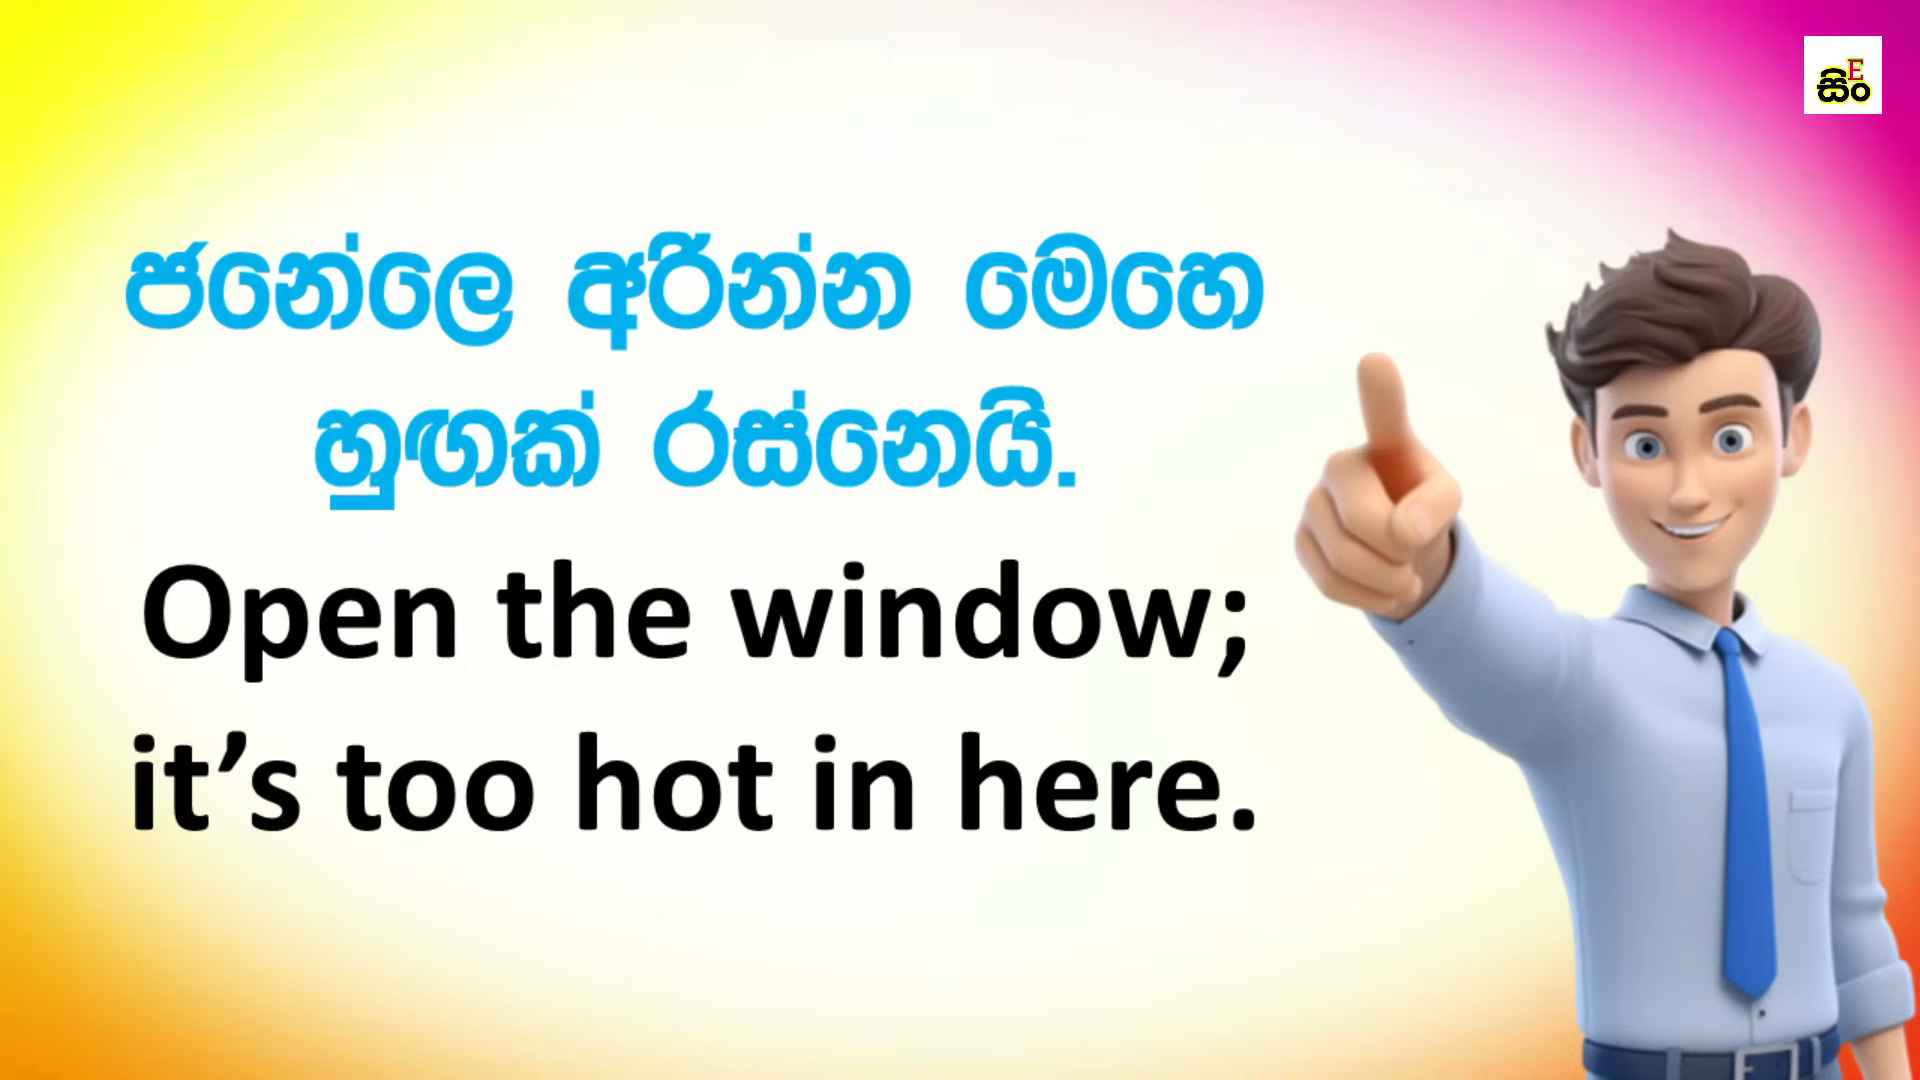 සිං
E
ජනේලෙ අරින්න මෙහෙ
හුඟක් රස්නෙයි.
Open the window;
it’s too hot in here.